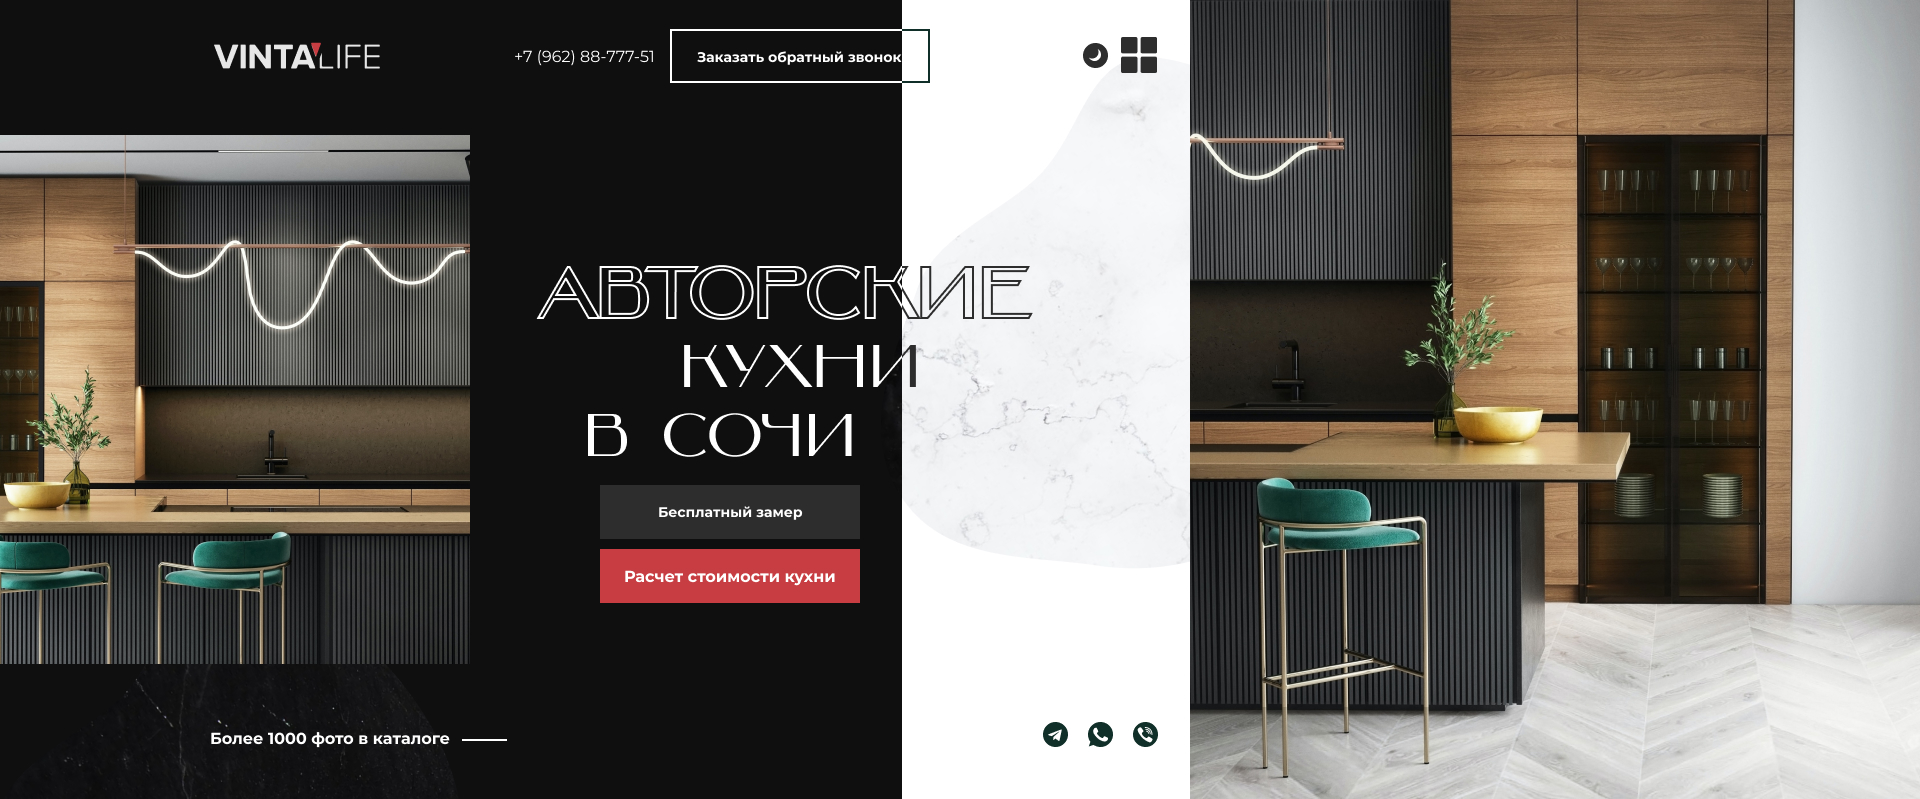 VINTALIFE
+7 (962) 88-777-51
Заказать обратный звонок
АВТОРСКИЕ
КУХНИ
В СОЧИ
Бесплатный замер
Расчет стоимости кухни
Более 1000 фото в каталоге